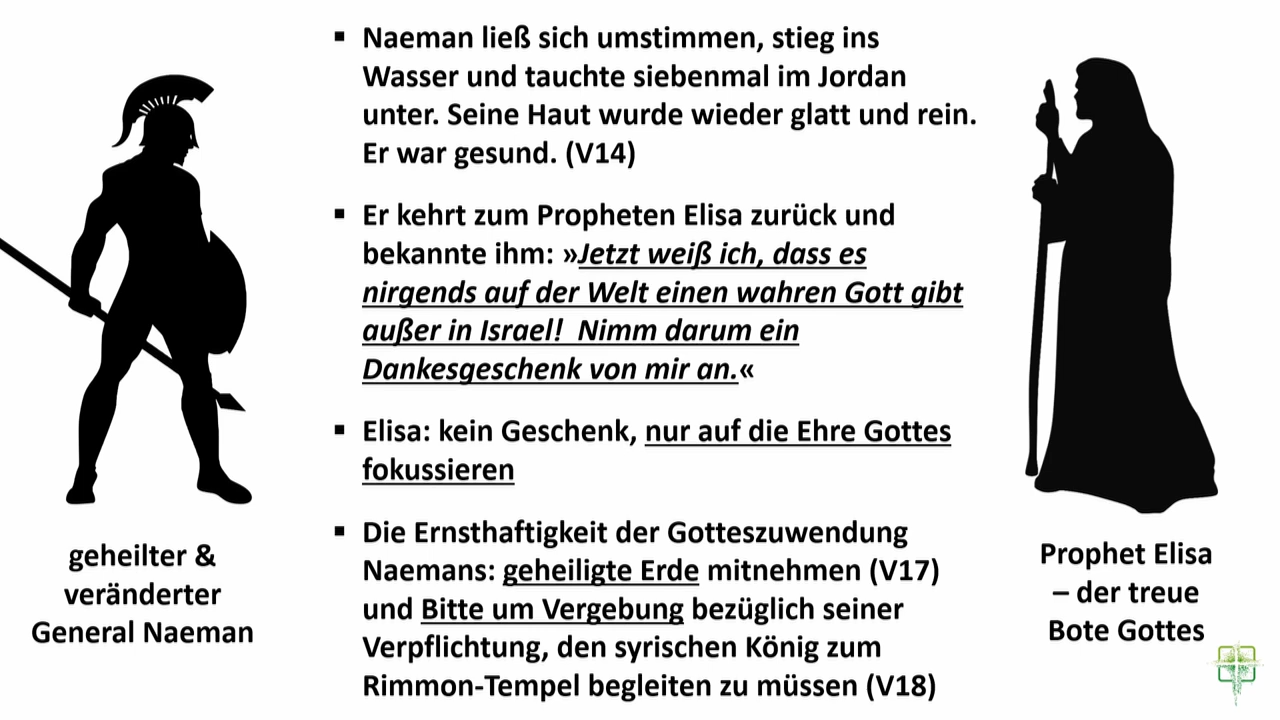 ▪ Naeman ließ sich umstimmen, stieg ins
Wasser und tauchte siebenmal im Jordan
unter. Seine Haut wurde wieder glatt und rein.
Er war gesund. (V14)
▪ Er kehrt zum Propheten Elisa zurück und
bekannte ihm: »Jetzt weiß ich, dass es
nirgends auf der Welt einen wahren Gott gibt
außer in Israel!  Nimm darum ein
Dankesgeschenk von mir an.«
▪ Elisa: kein Geschenk, nur auf die Ehre Gottes
fokussieren
▪ Die Ernsthaftigkeit der Gotteszuwendung
Naemans: geheiligte Erde mitnehmen (V17)
und Bitte um Vergebung bezüglich seiner
Verpflichtung, den syrischen König zum
Rimmon-Tempel begleiten zu müssen (V18)
geheilter &
veränderter
General Naeman
Prophet Elisa
– der treue
Bote Gottes